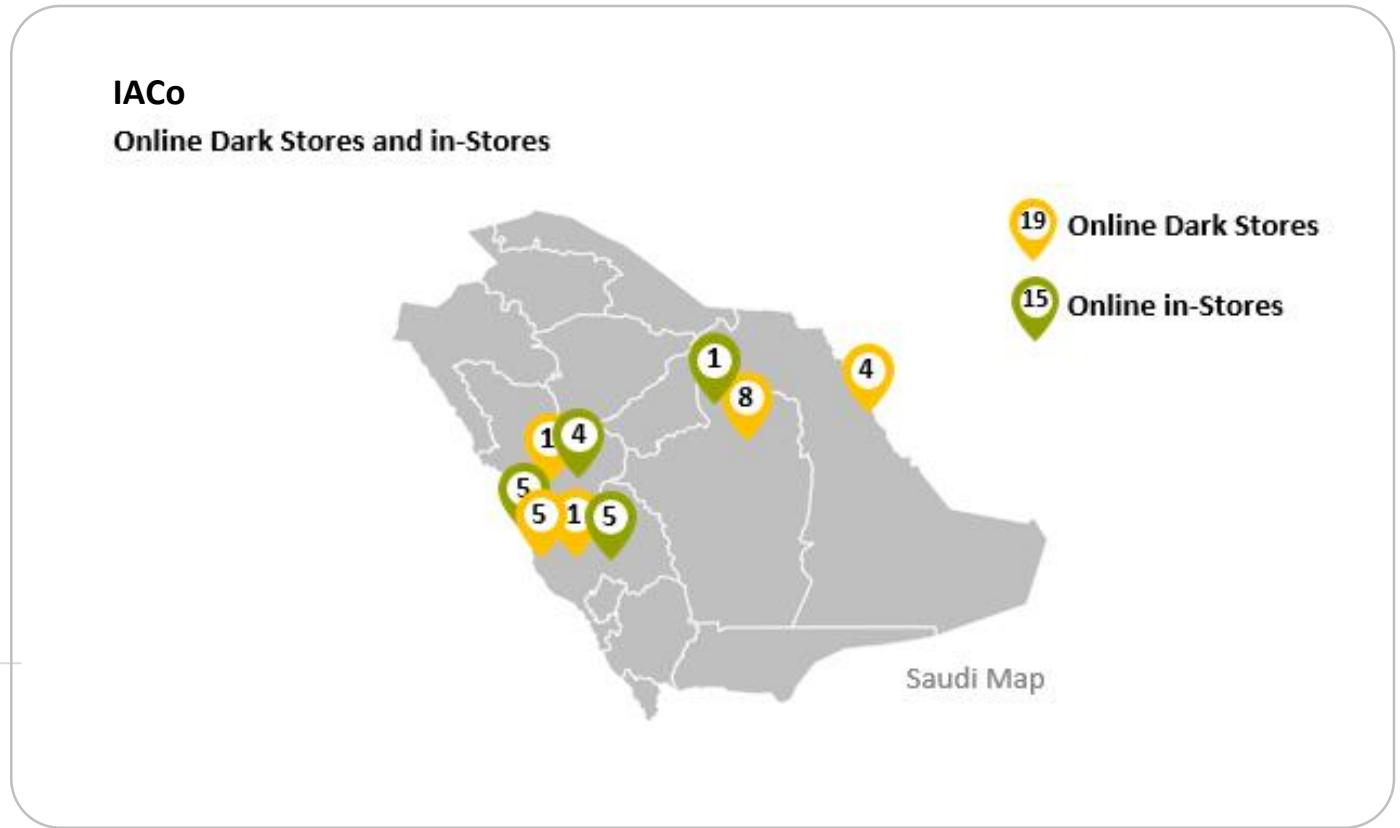 IACo
Online Dark Stores and in-Stores
19 Online Dark Stores
15 Online in-Stores
1
8
4
1
4
5
5
1
5
Saudi Map